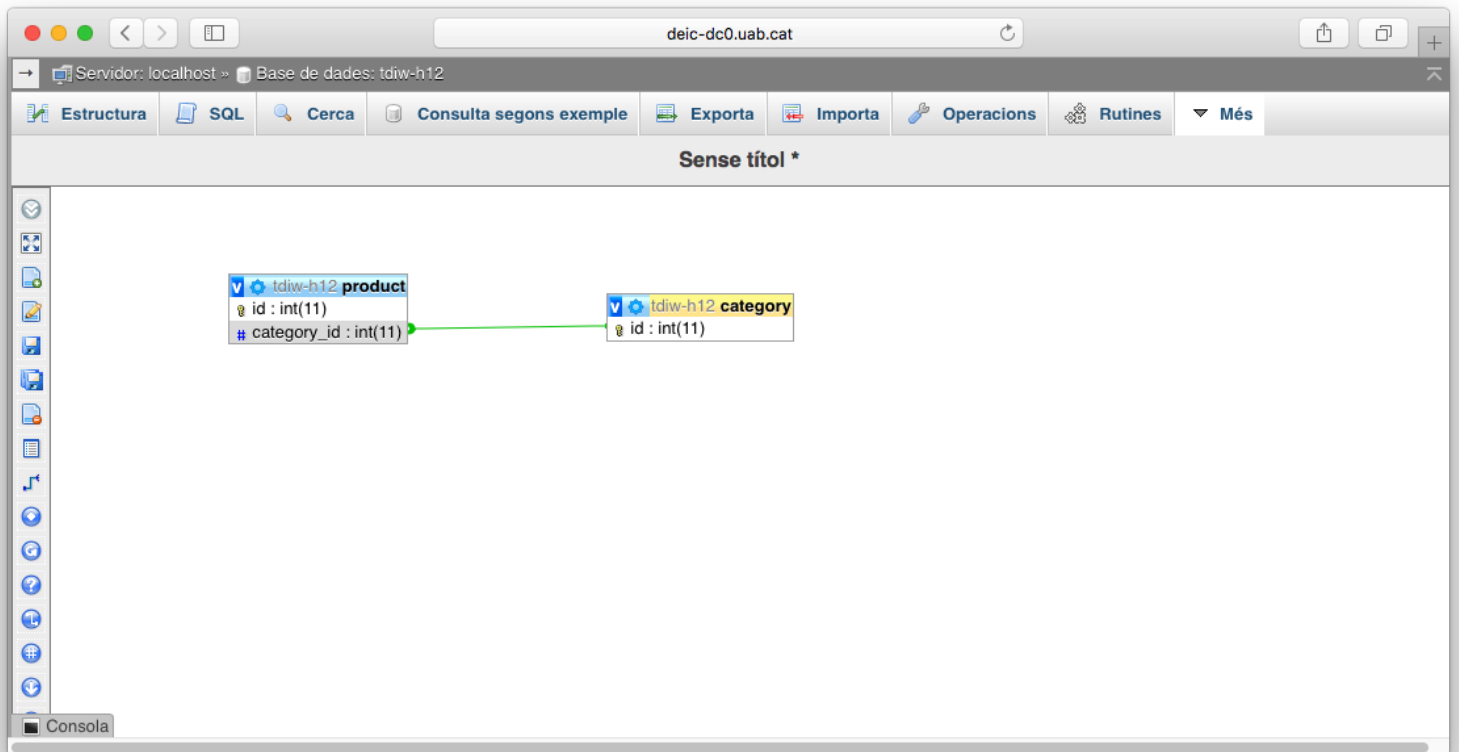 deic-dc0.uab.cat
Servidor: localhost » Base de dades: tdiw-h12
Estructura SQL Cerca Consulta segons exemple Exporta Importa Operacions Rutines Més
Sense títol *
v tdiw-h12 product
id : int(11)
# category_id : int(11)
v tdiw-h12 category
id : int(11)
Consola